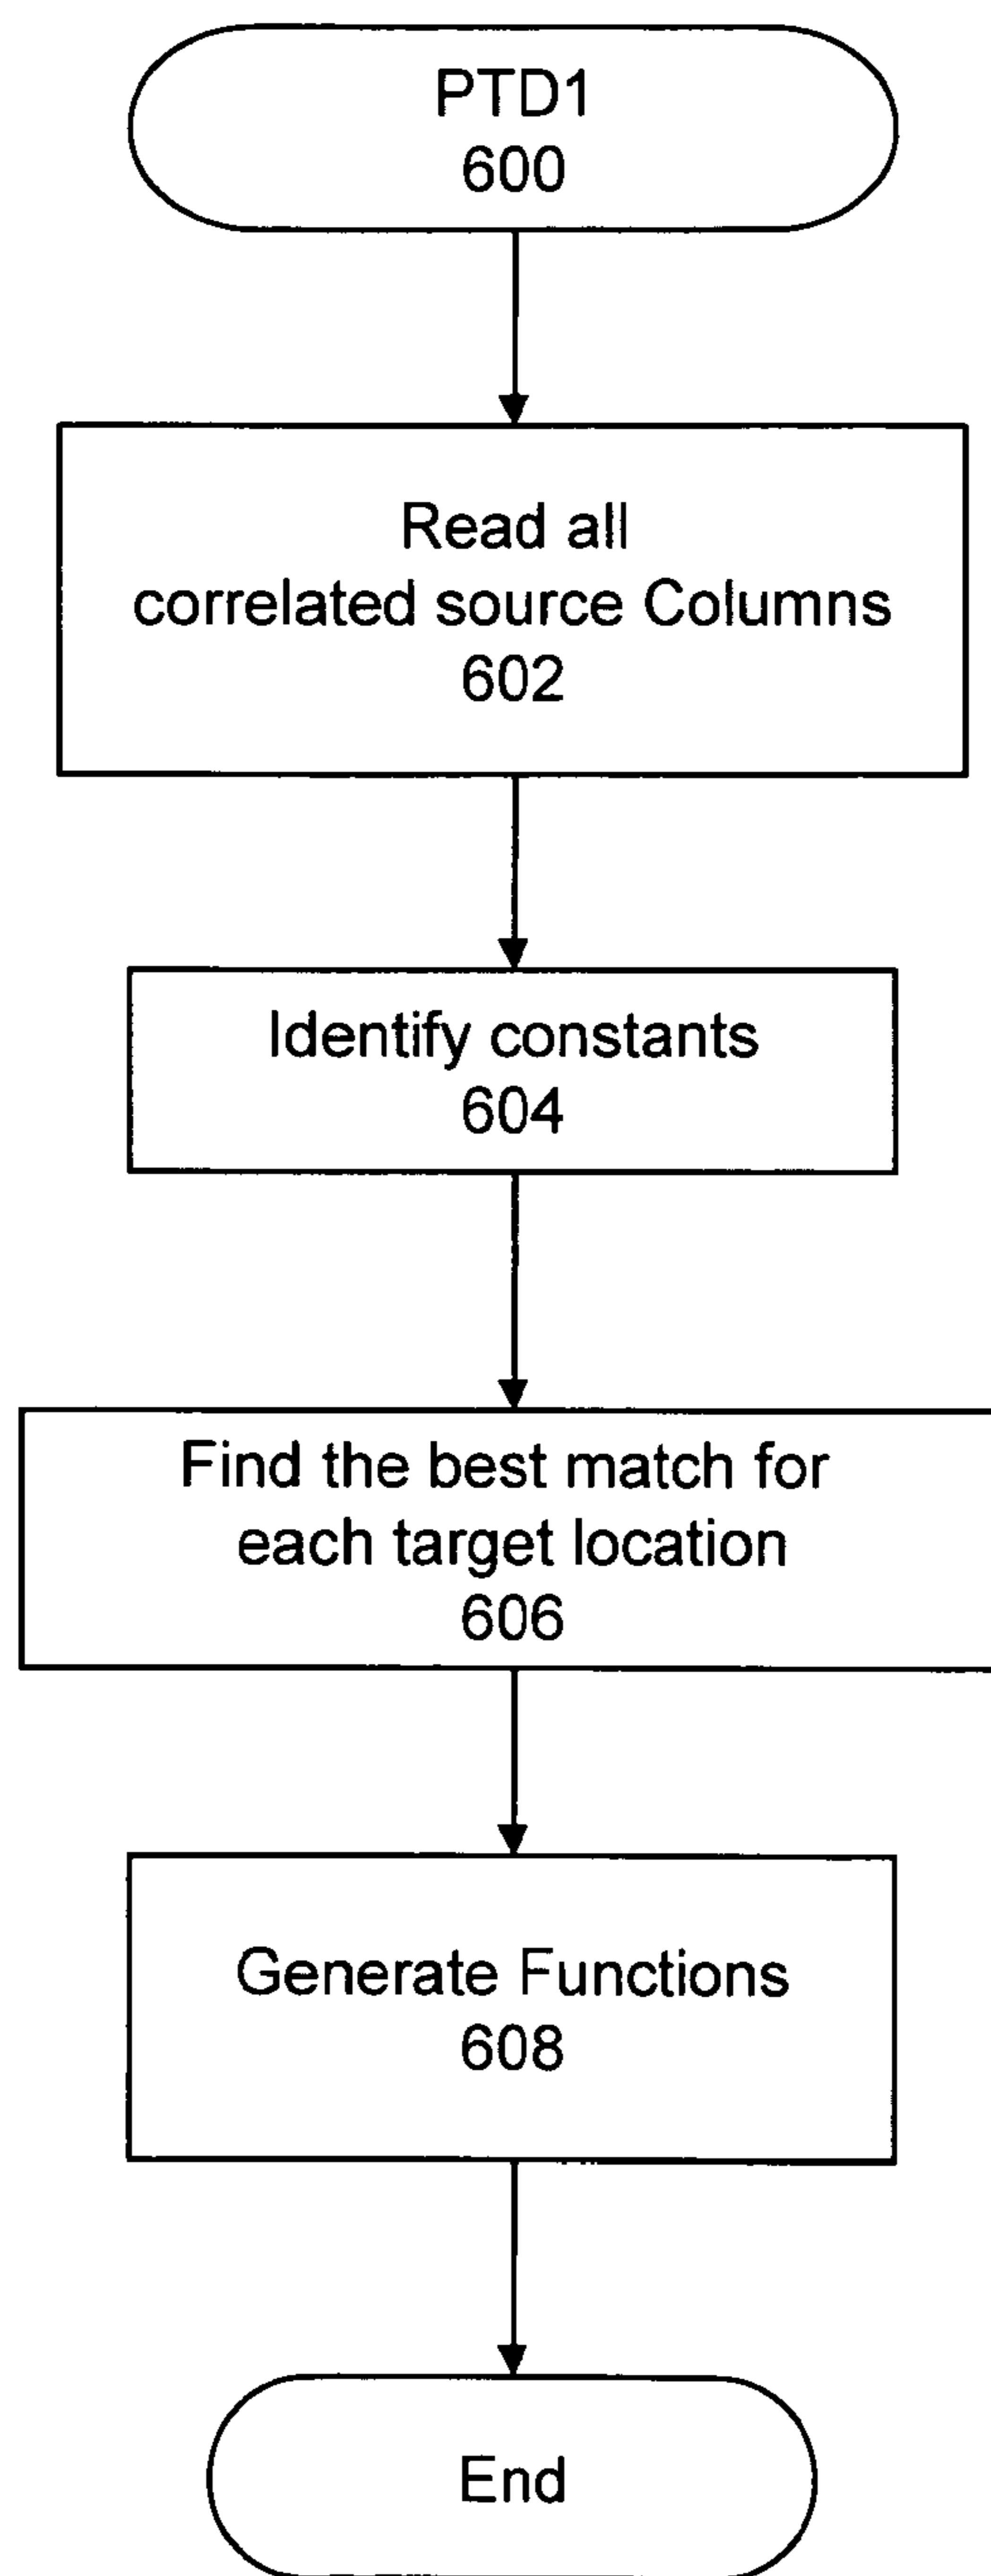 PTD1
600
Read all
correlated source Columns
602
Identify constants
604
Find the best match for
each target location
606
Generate Functions
608
End